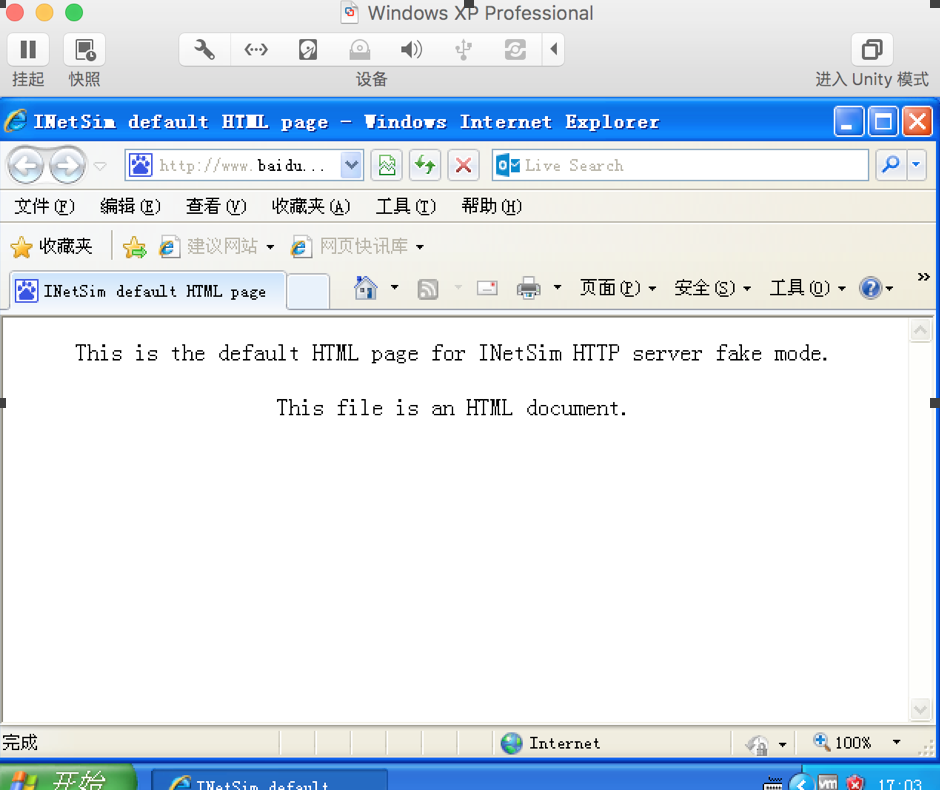 Windows XP Professional
挂起 快照 设备 进入 Unity 模式
INetSim default HTML page - Windows Internet Explorer
http://www.baidu... Live Search
文件(F) 编辑(E) 查看(V) 收藏夹(A) 工具(T) 帮助(H)
收藏夹 建议网站 网页快讯库
INetSim default HTML page 页面(P) 安全(S) 工具(O) »
This is the default HTML page for INetSim HTTP server fake mode.
This file is an HTML document.
完成 Internet 100%
开始 INetSim default 17:03